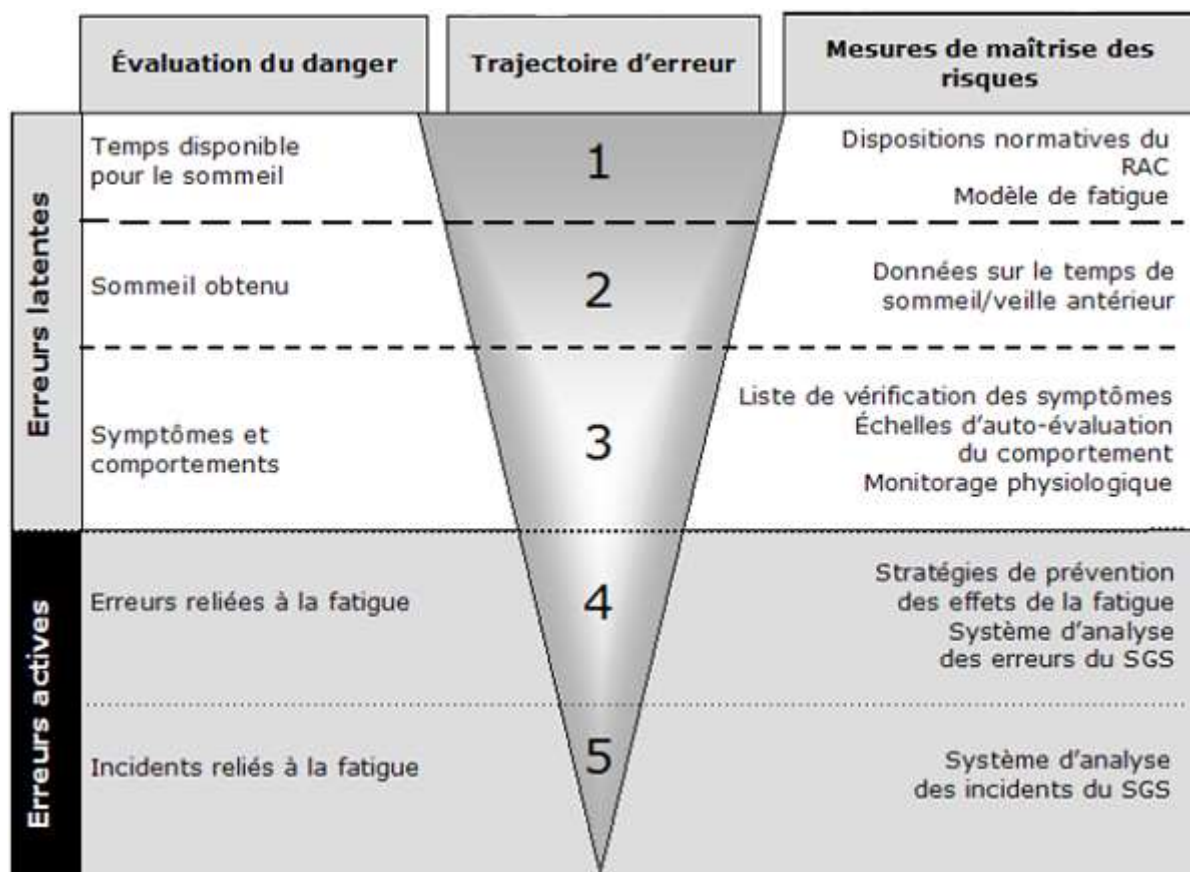 Évaluation du danger
Trajectoire d'erreur
Mesures de maîtrise des
risques
Erreurs latentes
Temps disponible
pour le sommeil
1
Dispositions normatives du
RAC
Modèle de fatigue
Sommeil obtenu
2
Données sur le temps de
sommeil/veille antérieur
Symptômes et
comportements
3
Liste de vérification des symptômes
Échelles d'auto-évaluation
du comportement
Monitorage physiologique
Erreurs actives
Erreurs reliées à la fatigue
4
Stratégies de prévention
des effets de la fatigue
Système d'analyse
des erreurs du SGS
Incidents reliés à la fatigue
5
Système d'analyse
des incidents du SGS